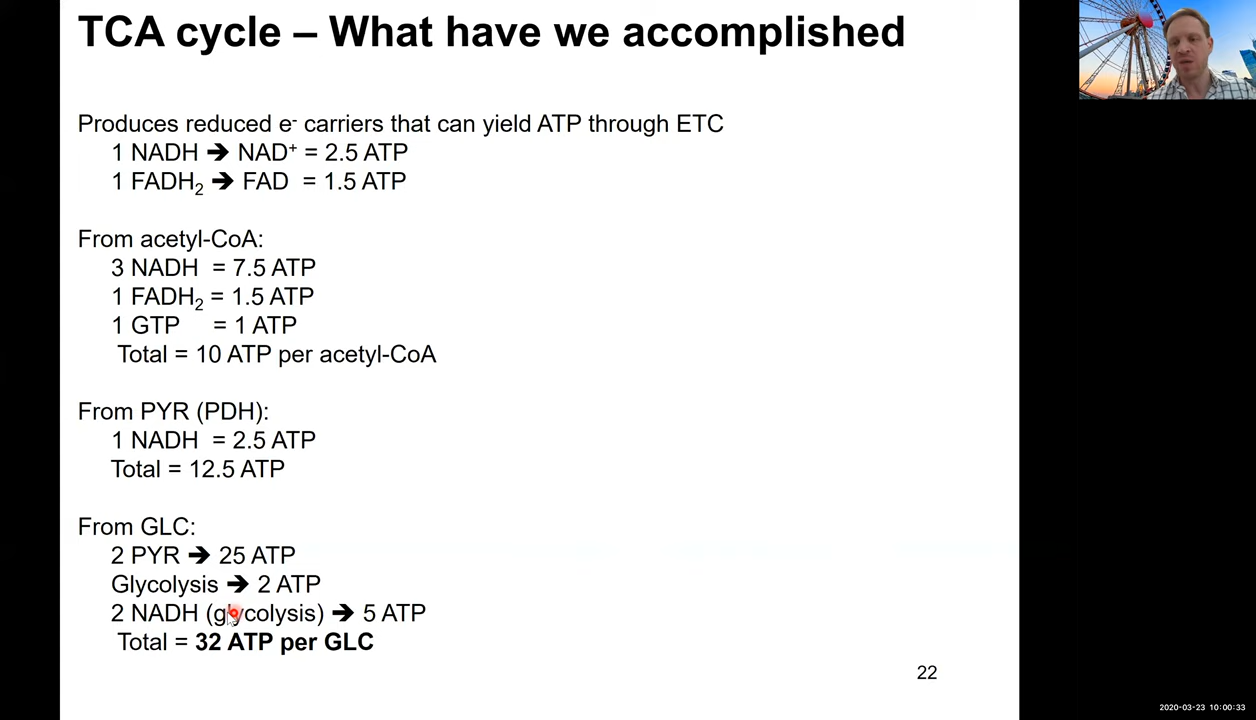 TCA cycle – What have we accomplished
Produces reduced e⁻ carriers that can yield ATP through ETC
1 NADH ➔ NAD⁺ = 2.5 ATP
1 FADH₂ ➔ FAD = 1.5 ATP
From acetyl-CoA:
3 NADH = 7.5 ATP
1 FADH₂ = 1.5 ATP
1 GTP = 1 ATP
Total = 10 ATP per acetyl-CoA
From PYR (PDH):
1 NADH = 2.5 ATP
Total = 12.5 ATP
From GLC:
2 PYR ➔ 25 ATP
Glycolysis ➔ 2 ATP
2 NADH (glycolysis) ➔ 5 ATP
Total = 32 ATP per GLC
22
2020-03-23 10:00:33